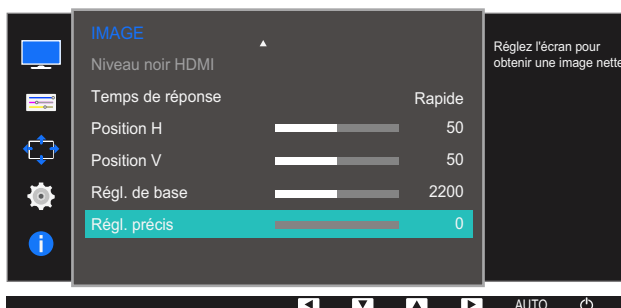 IMAGE
Niveau noir HDMI
Temps de réponse Rapide
Position H 50
Position V 50
Régl. de base 2200
Régl. précis 0
Réglez l'écran pour
obtenir une image nette
AUTO